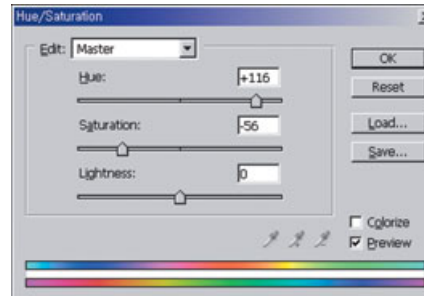 Hue/Saturation
Edit: Master
OK
Hue: +116
Reset
Saturation: -56
Load...
Save...
Lightness: 0
Colorize
Preview